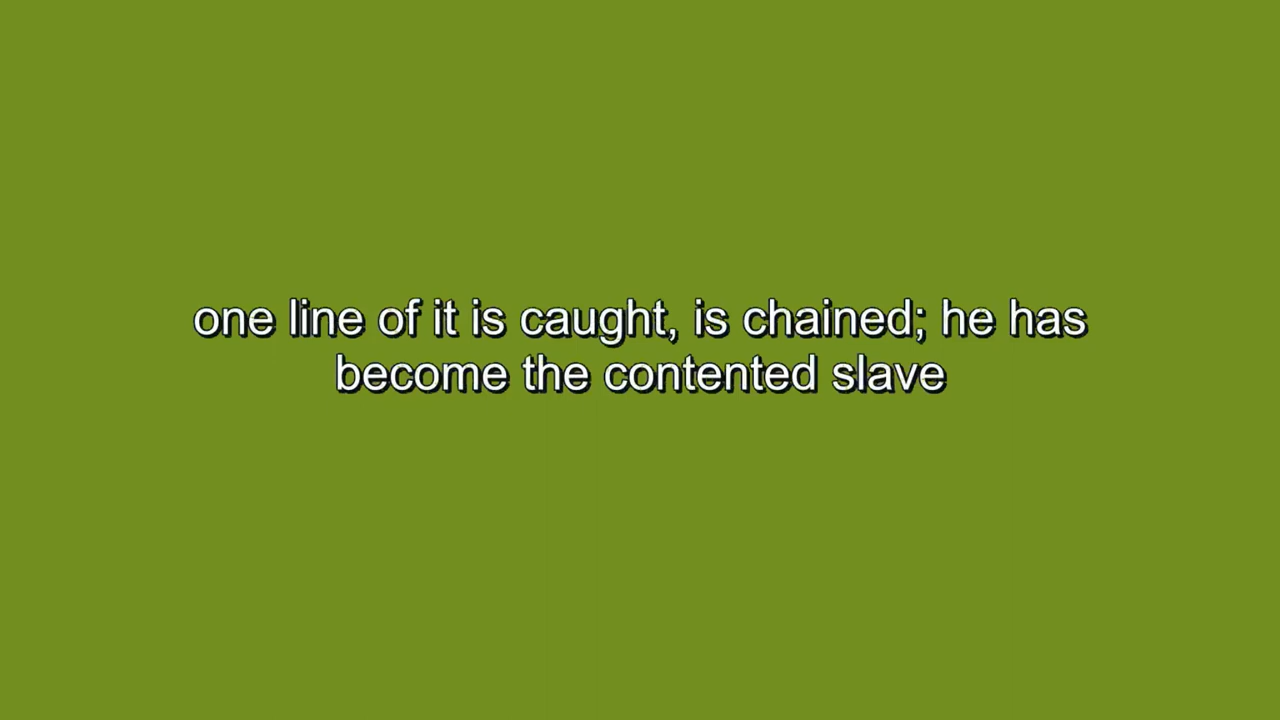 one line of it is caught, is chained; he has
become the contented slave